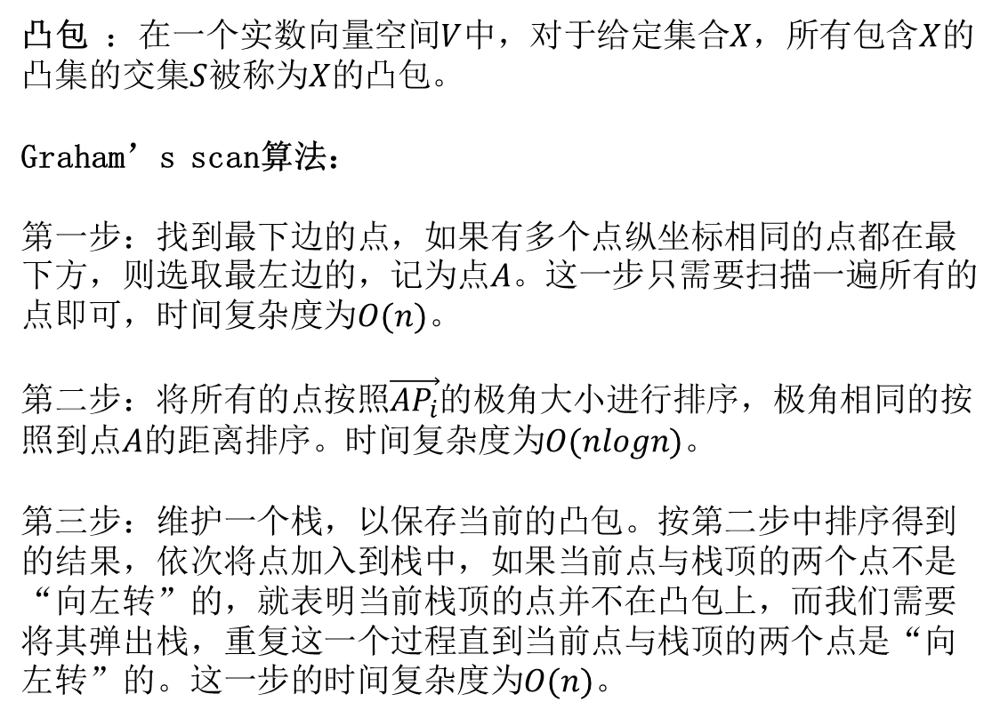 凸包 ：在一个实数向量空间V中，对于给定集合X，所有包含X的
凸集的交集S被称为X的凸包。
Graham’s scan算法：
第一步：找到最下边的点，如果有多个点纵坐标相同的点都在最
下方，则选取最左边的，记为点A。这一步只需要扫描一遍所有的
点即可，时间复杂度为O(n)。
第二步：将所有的点按照$\overrightarrow{AP_i}$的极角大小进行排序，极角相同的按
照到点A的距离排序。时间复杂度为O(nlogn)。
第三步：维护一个栈，以保存当前的凸包。按第二步中排序得到
的结果，依次将点加入到栈中，如果当前点与栈顶的两个点不是
“向左转”的，就表明当前栈顶的点并不在凸包上，而我们需要
将其弹出栈，重复这一个过程直到当前点与栈顶的两个点是“向
左转”的。这一步的时间复杂度为O(n)。